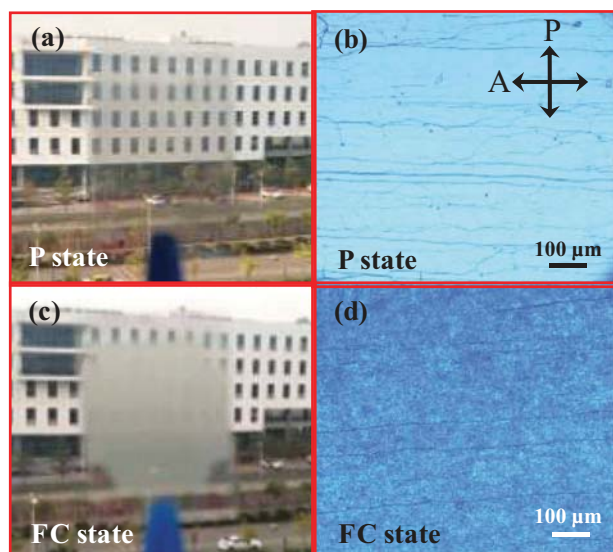 (a)
P state
(b)
P
A
100 µm
P state
(c)
FC state
(d)
100 µm
FC state